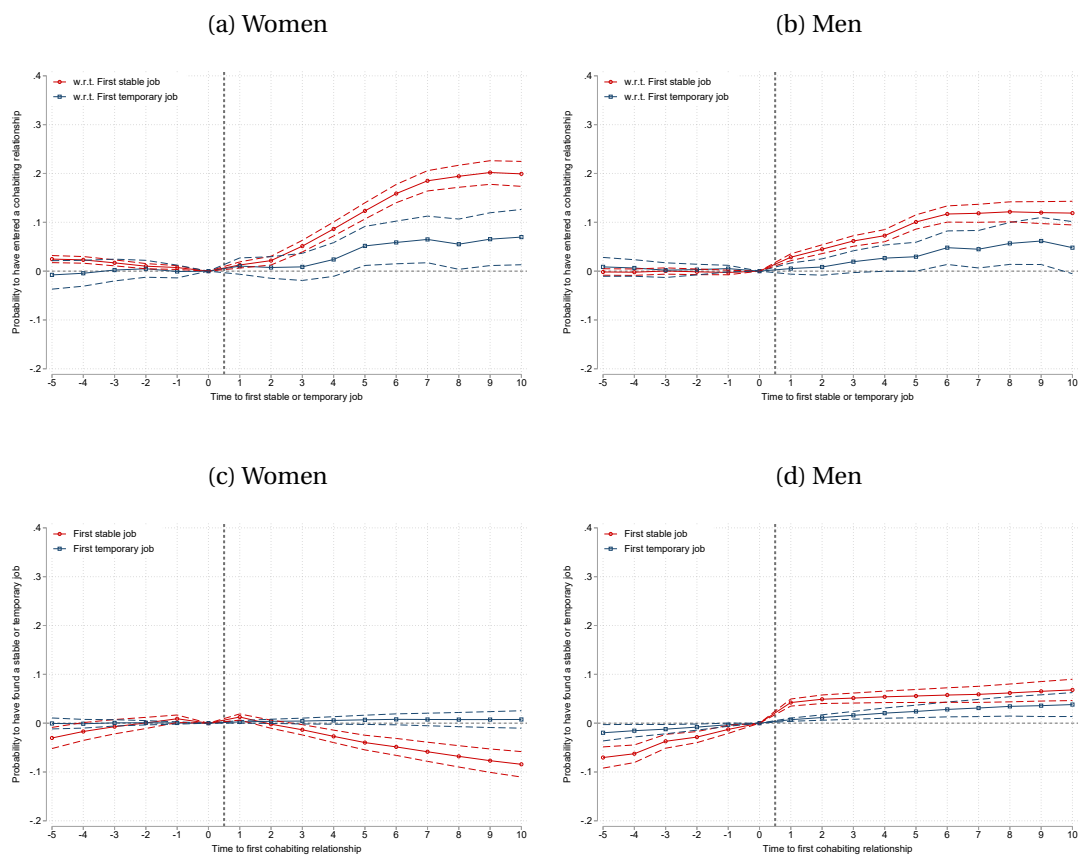 (a) Women
(b) Men
Probability to have entered a cohabiting relationship
.4
.3
.2
.1
0
-.1
-.2
w.r.t. First stable job
w.r.t. First temporary job
-5 -4 -3 -2 -1 0 1 2 3 4 5 6 7 8 9 10
Time to first stable or temporary job
Probability to have entered a cohabiting relationship
.4
.3
.2
.1
0
-.1
-.2
w.r.t. First stable job
w.r.t. First temporary job
-5 -4 -3 -2 -1 0 1 2 3 4 5 6 7 8 9 10
Time to first stable or temporary job
(c) Women
(d) Men
Probability to have found a stable or temporary job
.4
.3
.2
.1
0
-.1
-.2
First stable job
First temporary job
-5 -4 -3 -2 -1 0 1 2 3 4 5 6 7 8 9 10
Time to first cohabiting relationship
Probability to have found a stable or temporary job
.4
.3
.2
.1
0
-.1
-.2
First stable job
First temporary job
-5 -4 -3 -2 -1 0 1 2 3 4 5 6 7 8 9 10
Time to first cohabiting relationship